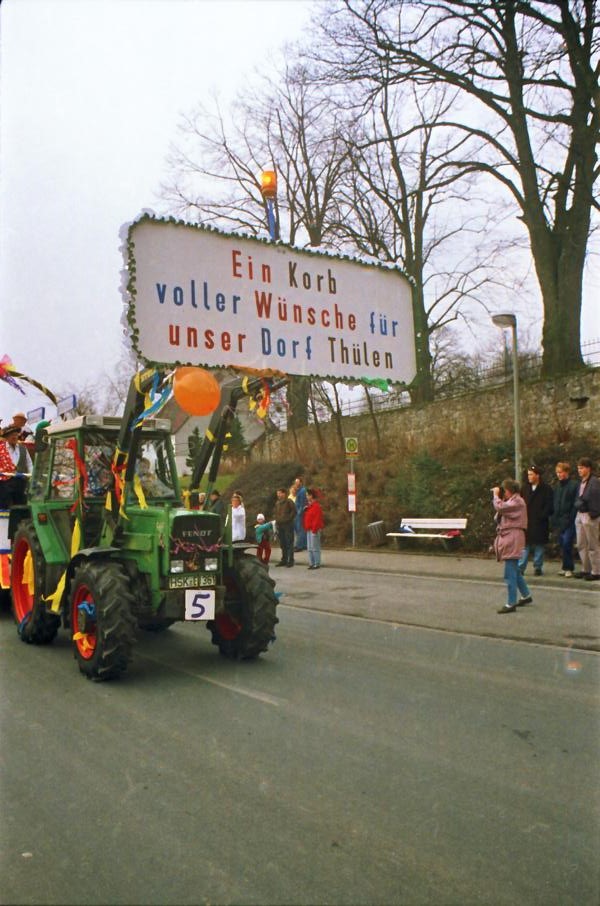 Ein Korb
voller Wünsche für
unser Dorf Thülen
FENDT
5